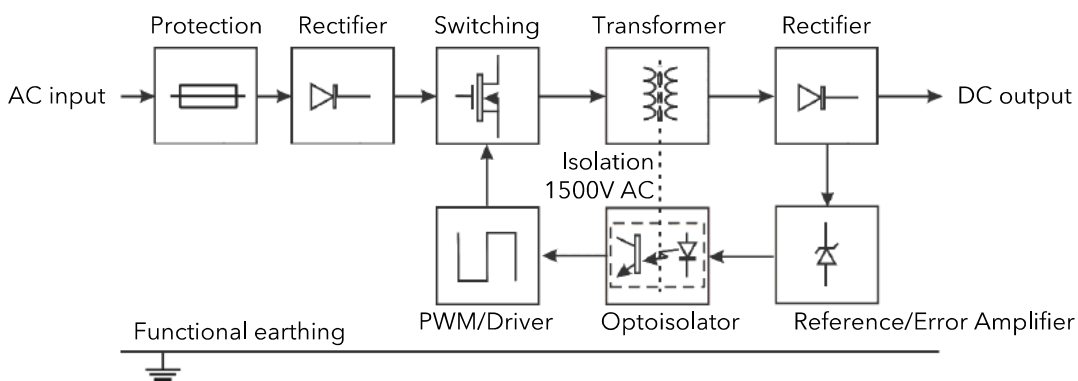 Protection
Rectifier
Switching
Transformer
Rectifier
AC input
DC output
Isolation
1500V AC
PWM/Driver
Optoisolator
Reference/Error Amplifier
Functional earthing